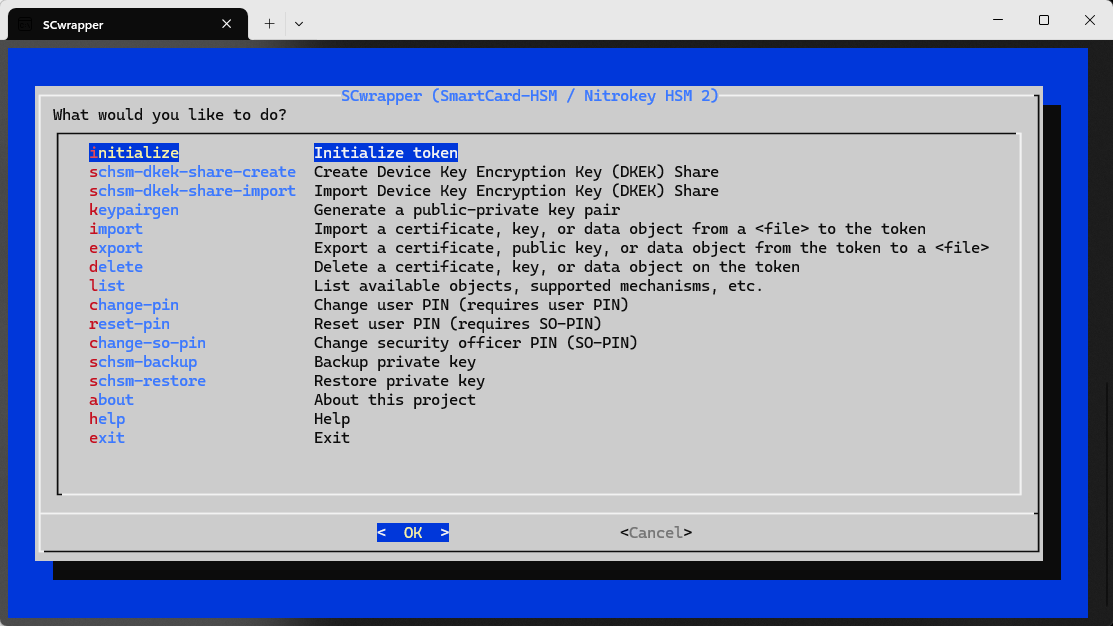 SCwrapper
SCwrapper (SmartCard-HSM / Nitrokey HSM 2)
What would you like to do?
initialize Initialize token
schsm-dkek-share-create Create Device Key Encryption Key (DKEK) Share
schsm-dkek-share-import Import Device Key Encryption Key (DKEK) Share
keypairgen Generate a public-private key pair
import Import a certificate, key, or data object from a <file> to the token
export Export a certificate, public key, or data object from the token to a <file>
delete Delete a certificate, key, or data object on the token
list List available objects, supported mechanisms, etc.
change-pin Change user PIN (requires user PIN)
reset-pin Reset user PIN (requires SO-PIN)
change-so-pin Change security officer PIN (SO-PIN)
schsm-backup Backup private key
schsm-restore Restore private key
about About this project
help Help
exit Exit
< OK > <Cancel>